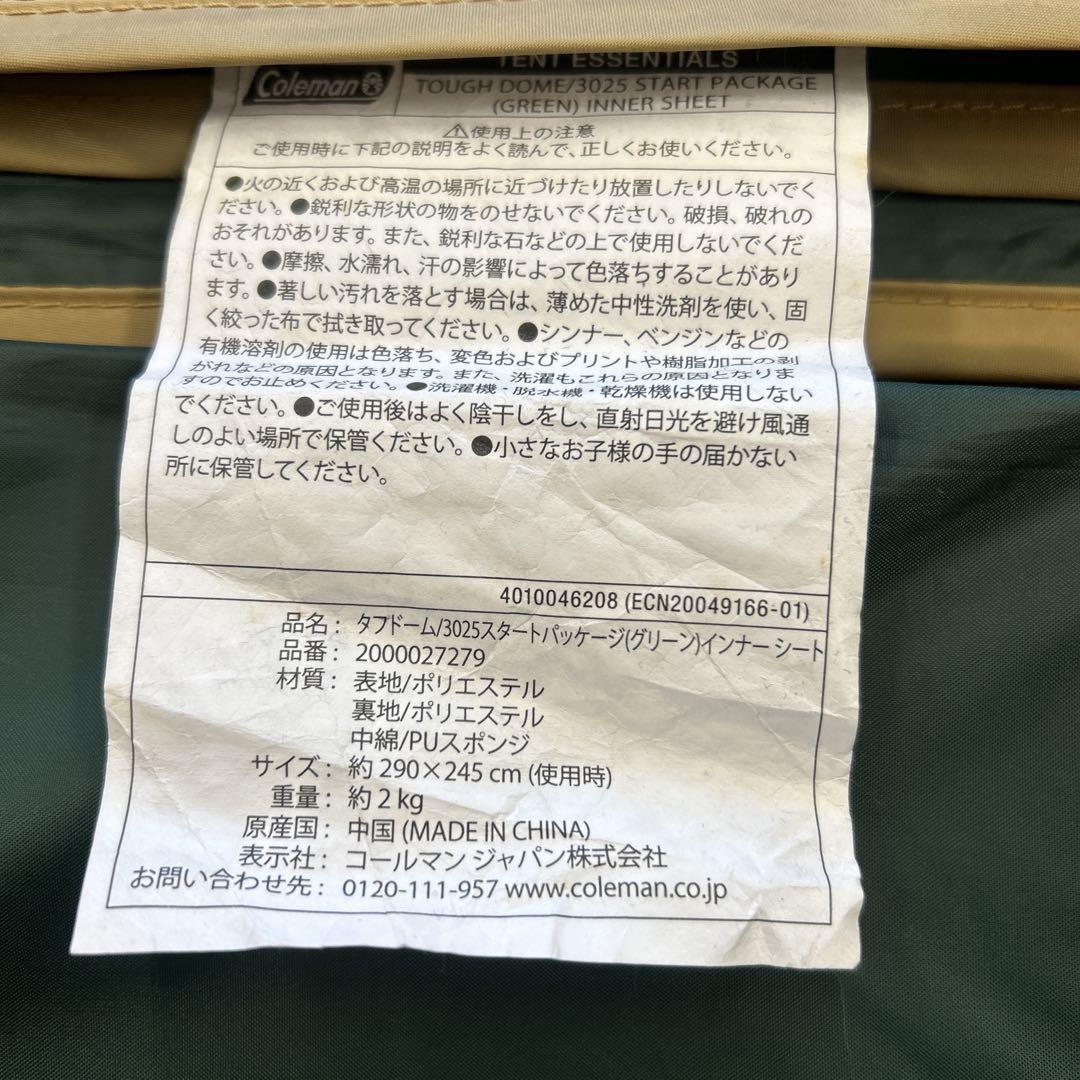 Coleman
TENT ESSENTIALS
TOUGH DOME/3025 START PACKAGE
(GREEN) INNER SHEET
⚠使用上の注意
ご使用時に下記の説明をよく読んで、正しくお使いください。
●火の近くおよび高温の場所に近づけたり放置したりしないでく
ださい。●鋭利な形状の物をのせないでください。破損、破れの
おそれがあります。また、鋭利な石などの上で使用しないでくだ
さい。●摩擦、水濡れ、汗の影響によって色落ちすることがあり
ます。●著しい汚れを落とす場合は、薄めた中性洗剤を使い、固
く絞った布で拭き取ってください。●シンナー、ベンジンなどの
有機溶剤の使用は色落ち、変色およびプリントや樹脂加工の剥
がれなどの原因となります。また、洗濯もこれらの原因となりま
すのでお止めください。●洗濯機・脱水機・乾燥機は使用しない
でください。●ご使用後はよく陰干しをし、直射日光を避け風通
しのよい場所で保管ください。●小さなお子様の手の届かない
所に保管してください。
4010046208 (ECN20049166-01)
品名： タフドーム/3025スタートパッケージ(グリーン)インナーシート
品番： 2000027279
材質： 表地/ポリエステル
裏地/ポリエステル
中綿/PUスポンジ
サイズ： 約 290×245 cm (使用時)
重量： 約 2 kg
原産国： 中国 (MADE IN CHINA)
表示社： コールマン ジャパン株式会社
お問い合わせ先： 0120-111-957 www.coleman.co.jp